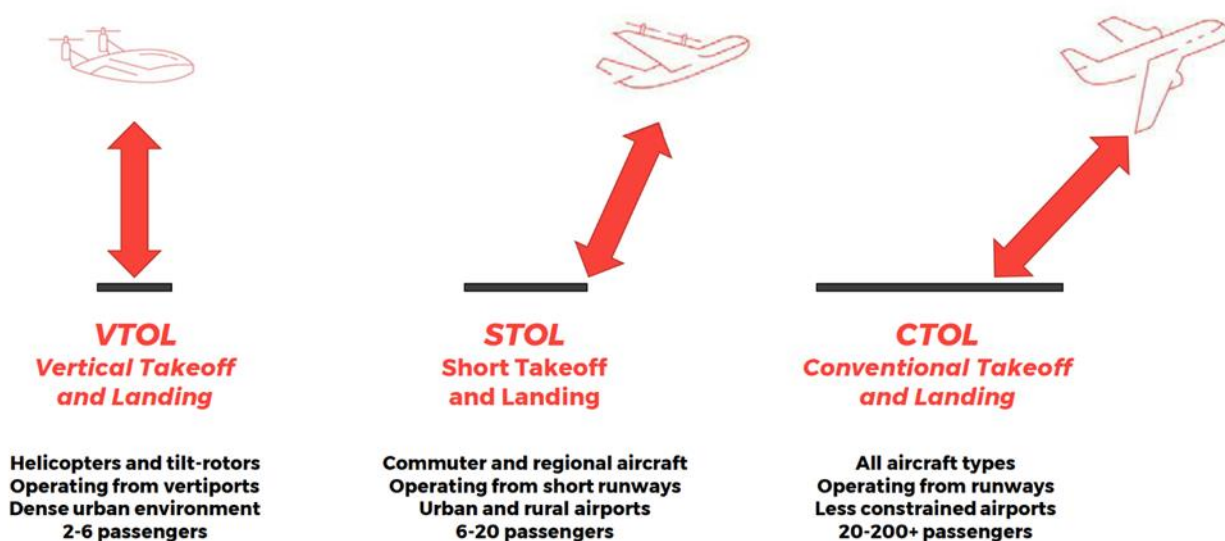 VTOL
Vertical Takeoff
and Landing
Helicopters and tilt-rotors
Operating from vertiports
Dense urban environment
2-6 passengers
STOL
Short Takeoff
and Landing
Commuter and regional aircraft
Operating from short runways
Urban and rural airports
6-20 passengers
CTOL
Conventional Takeoff
and Landing
All aircraft types
Operating from runways
Less constrained airports
20-200+ passengers